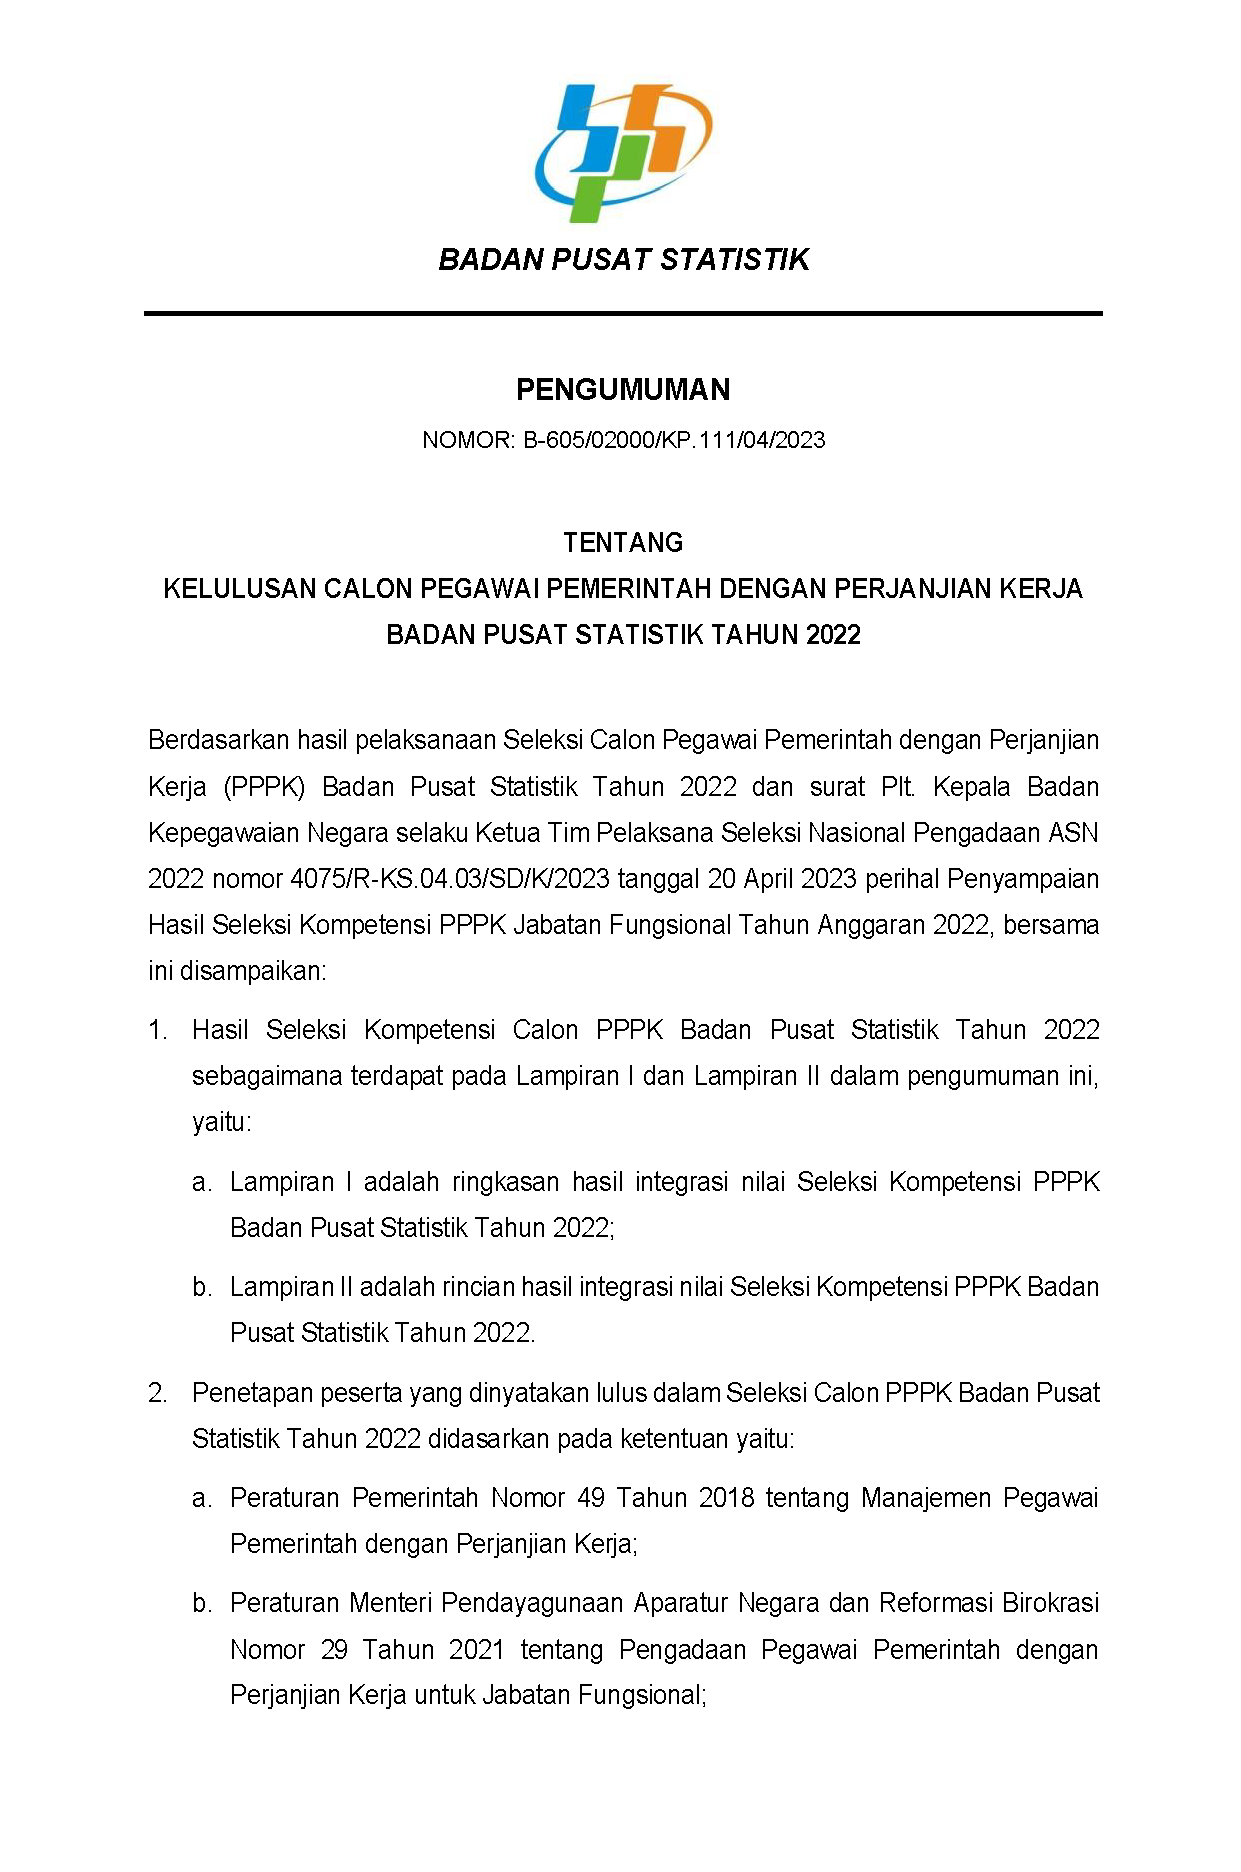 BADAN PUSAT STATISTIK
PENGUMUMAN
NOMOR: B-605/02000/KP.111/04/2023
TENTANG
KELULUSAN CALON PEGAWAI PEMERINTAH DENGAN PERJANJIAN KERJA
BADAN PUSAT STATISTIK TAHUN 2022
Berdasarkan hasil pelaksanaan Seleksi Calon Pegawai Pemerintah dengan Perjanjian
Kerja (PPPK) Badan Pusat Statistik Tahun 2022 dan surat Plt. Kepala Badan
Kepegawaian Negara selaku Ketua Tim Pelaksana Seleksi Nasional Pengadaan ASN
2022 nomor 4075/R-KS.04.03/SD/K/2023 tanggal 20 April 2023 perihal Penyampaian
Hasil Seleksi Kompetensi PPPK Jabatan Fungsional Tahun Anggaran 2022, bersama
ini disampaikan:
1. Hasil Seleksi Kompetensi Calon PPPK Badan Pusat Statistik Tahun 2022
sebagaimana terdapat pada Lampiran I dan Lampiran II dalam pengumuman ini,
yaitu:
a. Lampiran I adalah ringkasan hasil integrasi nilai Seleksi Kompetensi PPPK
Badan Pusat Statistik Tahun 2022;
b. Lampiran II adalah rincian hasil integrasi nilai Seleksi Kompetensi PPPK Badan
Pusat Statistik Tahun 2022.
2. Penetapan peserta yang dinyatakan lulus dalam Seleksi Calon PPPK Badan Pusat
Statistik Tahun 2022 didasarkan pada ketentuan yaitu:
a. Peraturan Pemerintah Nomor 49 Tahun 2018 tentang Manajemen Pegawai
Pemerintah dengan Perjanjian Kerja;
b. Peraturan Menteri Pendayagunaan Aparatur Negara dan Reformasi Birokrasi
Nomor 29 Tahun 2021 tentang Pengadaan Pegawai Pemerintah dengan
Perjanjian Kerja untuk Jabatan Fungsional;